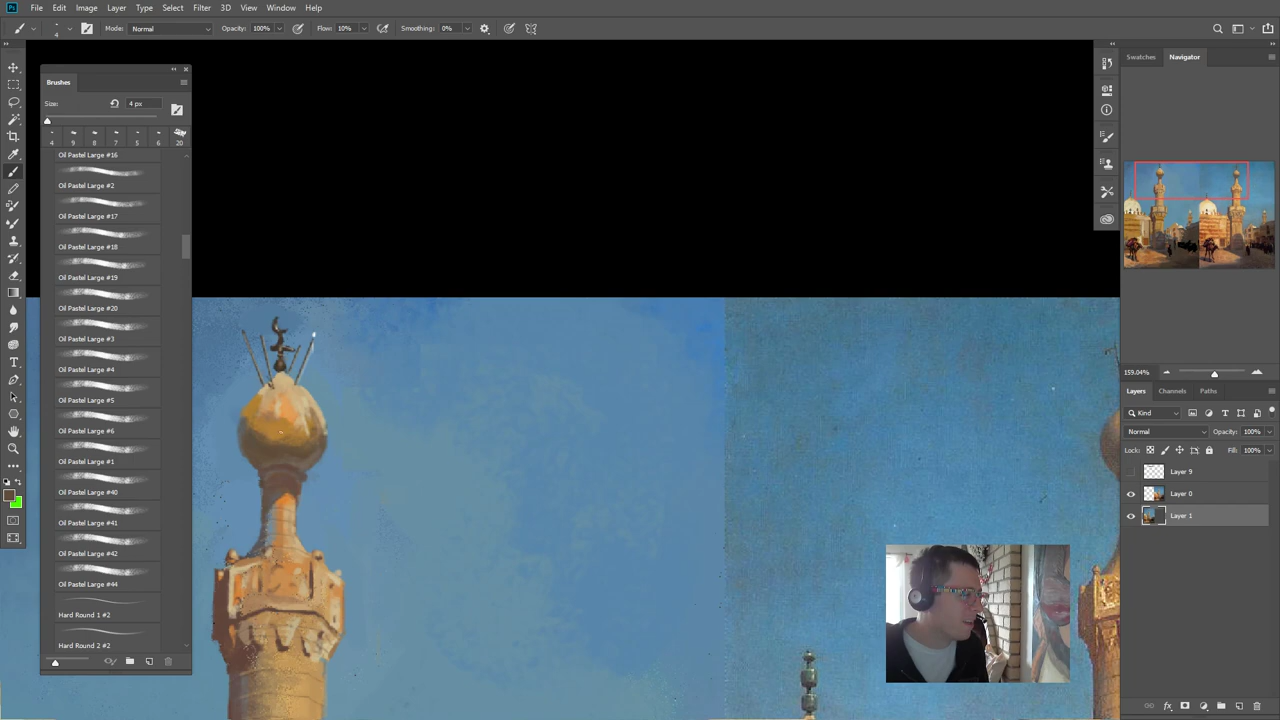 Ps File Edit Image Layer Type Select Filter 3D View Window Help
4 Mode: Normal Opacity: 100% Flow: 10% Smoothing: 0%
Brushes
Size: 4 px
4 9 8 7 5 6 20
Oil Pastel Large #16
Oil Pastel Large #2
Oil Pastel Large #17
Oil Pastel Large #18
Oil Pastel Large #19
Oil Pastel Large #20
Oil Pastel Large #3
Oil Pastel Large #4
Oil Pastel Large #5
Oil Pastel Large #6
Oil Pastel Large #1
Oil Pastel Large #40
Oil Pastel Large #41
Oil Pastel Large #42
Oil Pastel Large #44
Hard Round 1 #2
Hard Round 2 #2
Swatches Navigator
159.04%
Layers Channels Paths
Kind
Normal Opacity: 100%
Lock: Fill: 100%
Layer 9
Layer 0
Layer 1